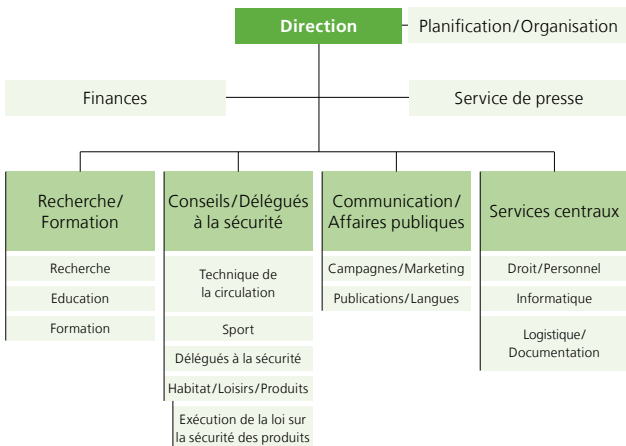 Direction
Planification/Organisation
Finances
Service de presse
Recherche/
Formation
Recherche
Education
Formation
Conseils/Délégués
à la sécurité
Technique de
la circulation
Sport
Délégués à la sécurité
Habitat/Loisirs/Produits
Exécution de la loi sur
la sécurité des produits
Communication/
Affaires publiques
Campagnes/Marketing
Publications/Langues
Services centraux
Droit/Personnel
Informatique
Logistique/
Documentation